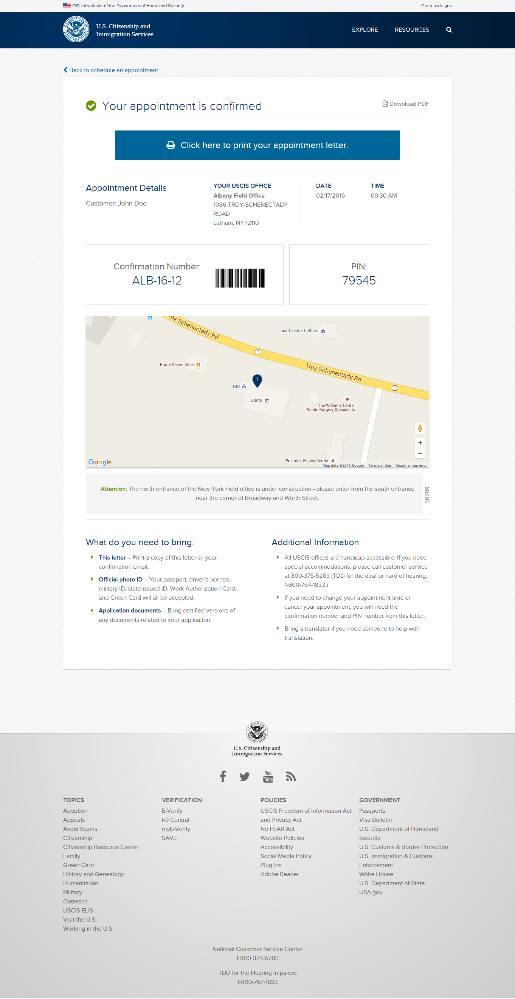 Official website of the Department of Homeland Security
Go to uscis.gov
U.S. Citizenship and
Immigration Services
EXPLORE
RESOURCES
Back to schedule an appointment
Your appointment is confirmed
Download PDF
Click here to print your appointment letter.
Appointment Details
Customer: John Doe
YOUR USCIS OFFICE
Albany Field Office
1086 TROY-SCHENECTADY
ROAD
Latham, NY 12110
DATE
02/17/2016
TIME
09:30 AM
Confirmation Number:
ALB-16-12
PIN:
79545
Troy Schenectady Rd
smart center Latham
7
Route Seven Diner
Troy Schenectady Rd
1
TSR
7
USCIS
The Williams Center
Plastic Surgery Specialists
+
−
Williams Rejuva Center
Google
Map data ©2016 Google
Terms of Use
Report a map error
Attention: The north entrance of the New York Field office is under construction - please enter from the south entrance
near the corner of Broadway and Worth Street.
56789
What do you need to bring:
This letter – Print a copy of this letter or your
confirmation email.
Official photo ID – Your passport, driver's license,
military ID, state-issued ID, Work Authorization Card,
and Green Card will all be accepted.
Application documents – Bring certified versions of
any documents related to your application.
Additional Information
All USCIS offices are handicap accessible. If you need
special accommodations, please call customer service
at 800-375-5283 (TDD for the deaf or hard of hearing:
1-800-767-1833.)
If you need to change your appointment time or
cancel your appointment, you will need the
confirmation number and PIN number from this letter.
Bring a translator if you need someone to help with
translation.
U.S. DEPARTMENT OF HOMELAND SECURITY
U.S. Citizenship and
Immigration Services
You
Tube
TOPICS
Adoption
Appeals
Avoid Scams
Citizenship
Citizenship Resource Center
Family
Green Card
History and Genealogy
Humanitarian
Military
Outreach
USCIS ELIS
Visit the U.S.
Working in the U.S.
VERIFICATION
E-Verify
I-9 Central
myE-Verify
SAVE
POLICIES
USCIS Freedom of Information Act
and Privacy Act
No FEAR Act
Website Policies
Accessibility
Social Media Policy
Plug-ins
Adobe Reader
GOVERNMENT
Passports
Visa Bulletin
U.S. Department of Homeland
Security
U.S. Customs & Border Protection
U.S. Immigration & Customs
Enforcement
White House
U.S. Department of State
USA.gov
National Customer Service Center
1-800-375-5283
TDD for the Hearing Impaired
1-800-767-1833